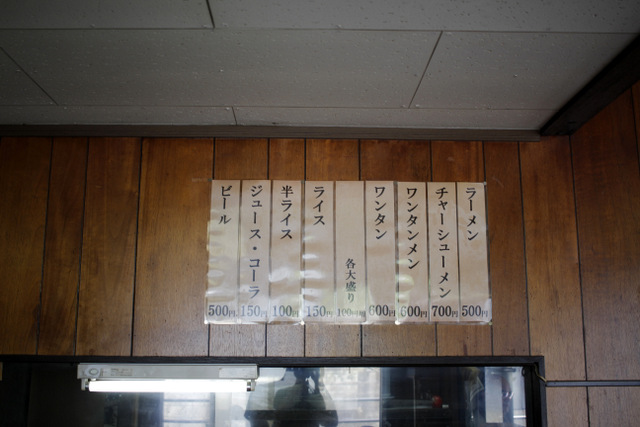 ラーメン 500円
チャーシューメン 700円
ワンタンメン 600円
ワンタン 600円
各大盛り 100円増
ライス 150円
半ライス 100円
ジュース・コーラ 150円
ビール 500円